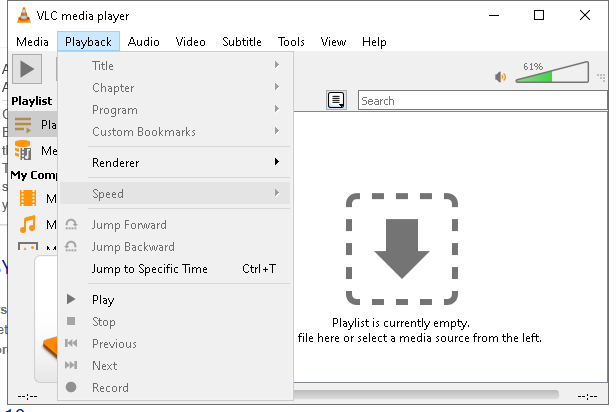 VLC media player
Media Playback Audio Video Subtitle Tools View Help
61%
Playlist
Search
Title
Chapter
Program
Custom Bookmarks
Renderer
My Comp
Speed
Jump Forward
Jump Backward
Jump to Specific Time Ctrl+T
Play
Stop
Previous
Next
Record
Playlist is currently empty.
file here or select a media source from the left.
--:-- --:--